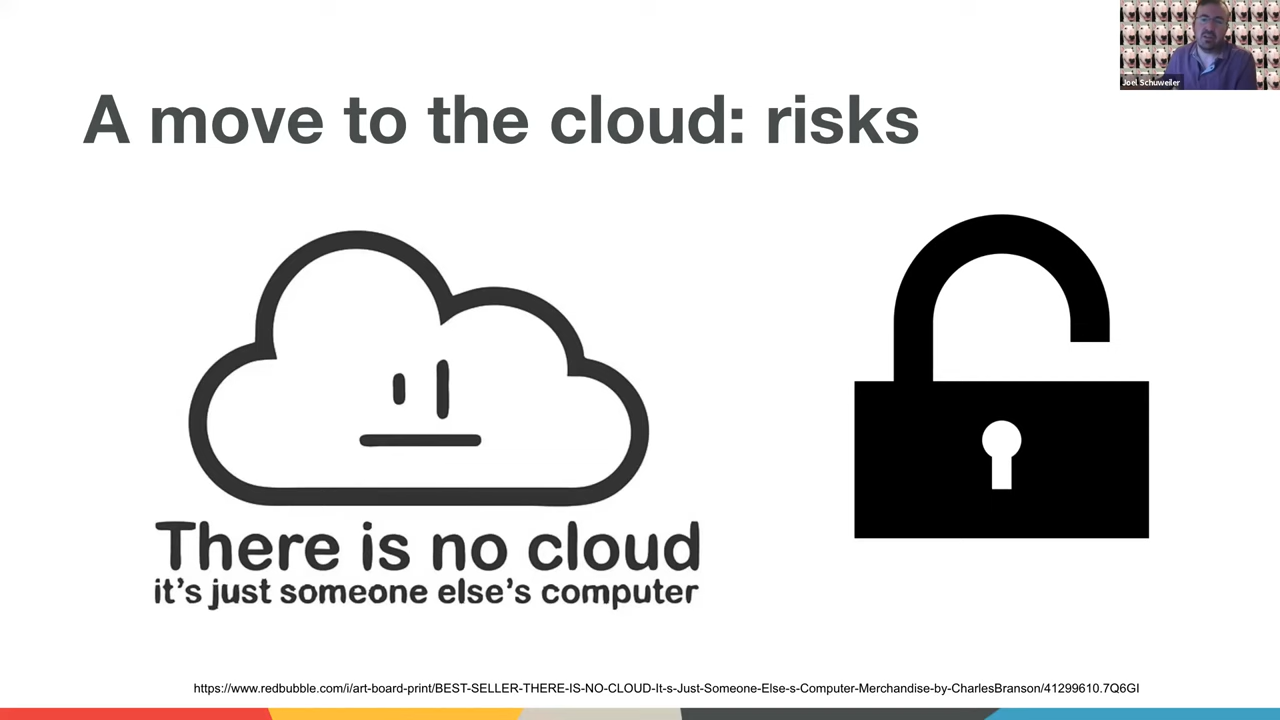 Joel Schuweiler
A move to the cloud: risks
There is no cloud
it's just someone else's computer
https://www.redbubble.com/i/art-board-print/BEST-SELLER-THERE-IS-NO-CLOUD-It-s-Just-Someone-Else-s-Computer-Merchandise-by-CharlesBranson/41299610.7Q6GI